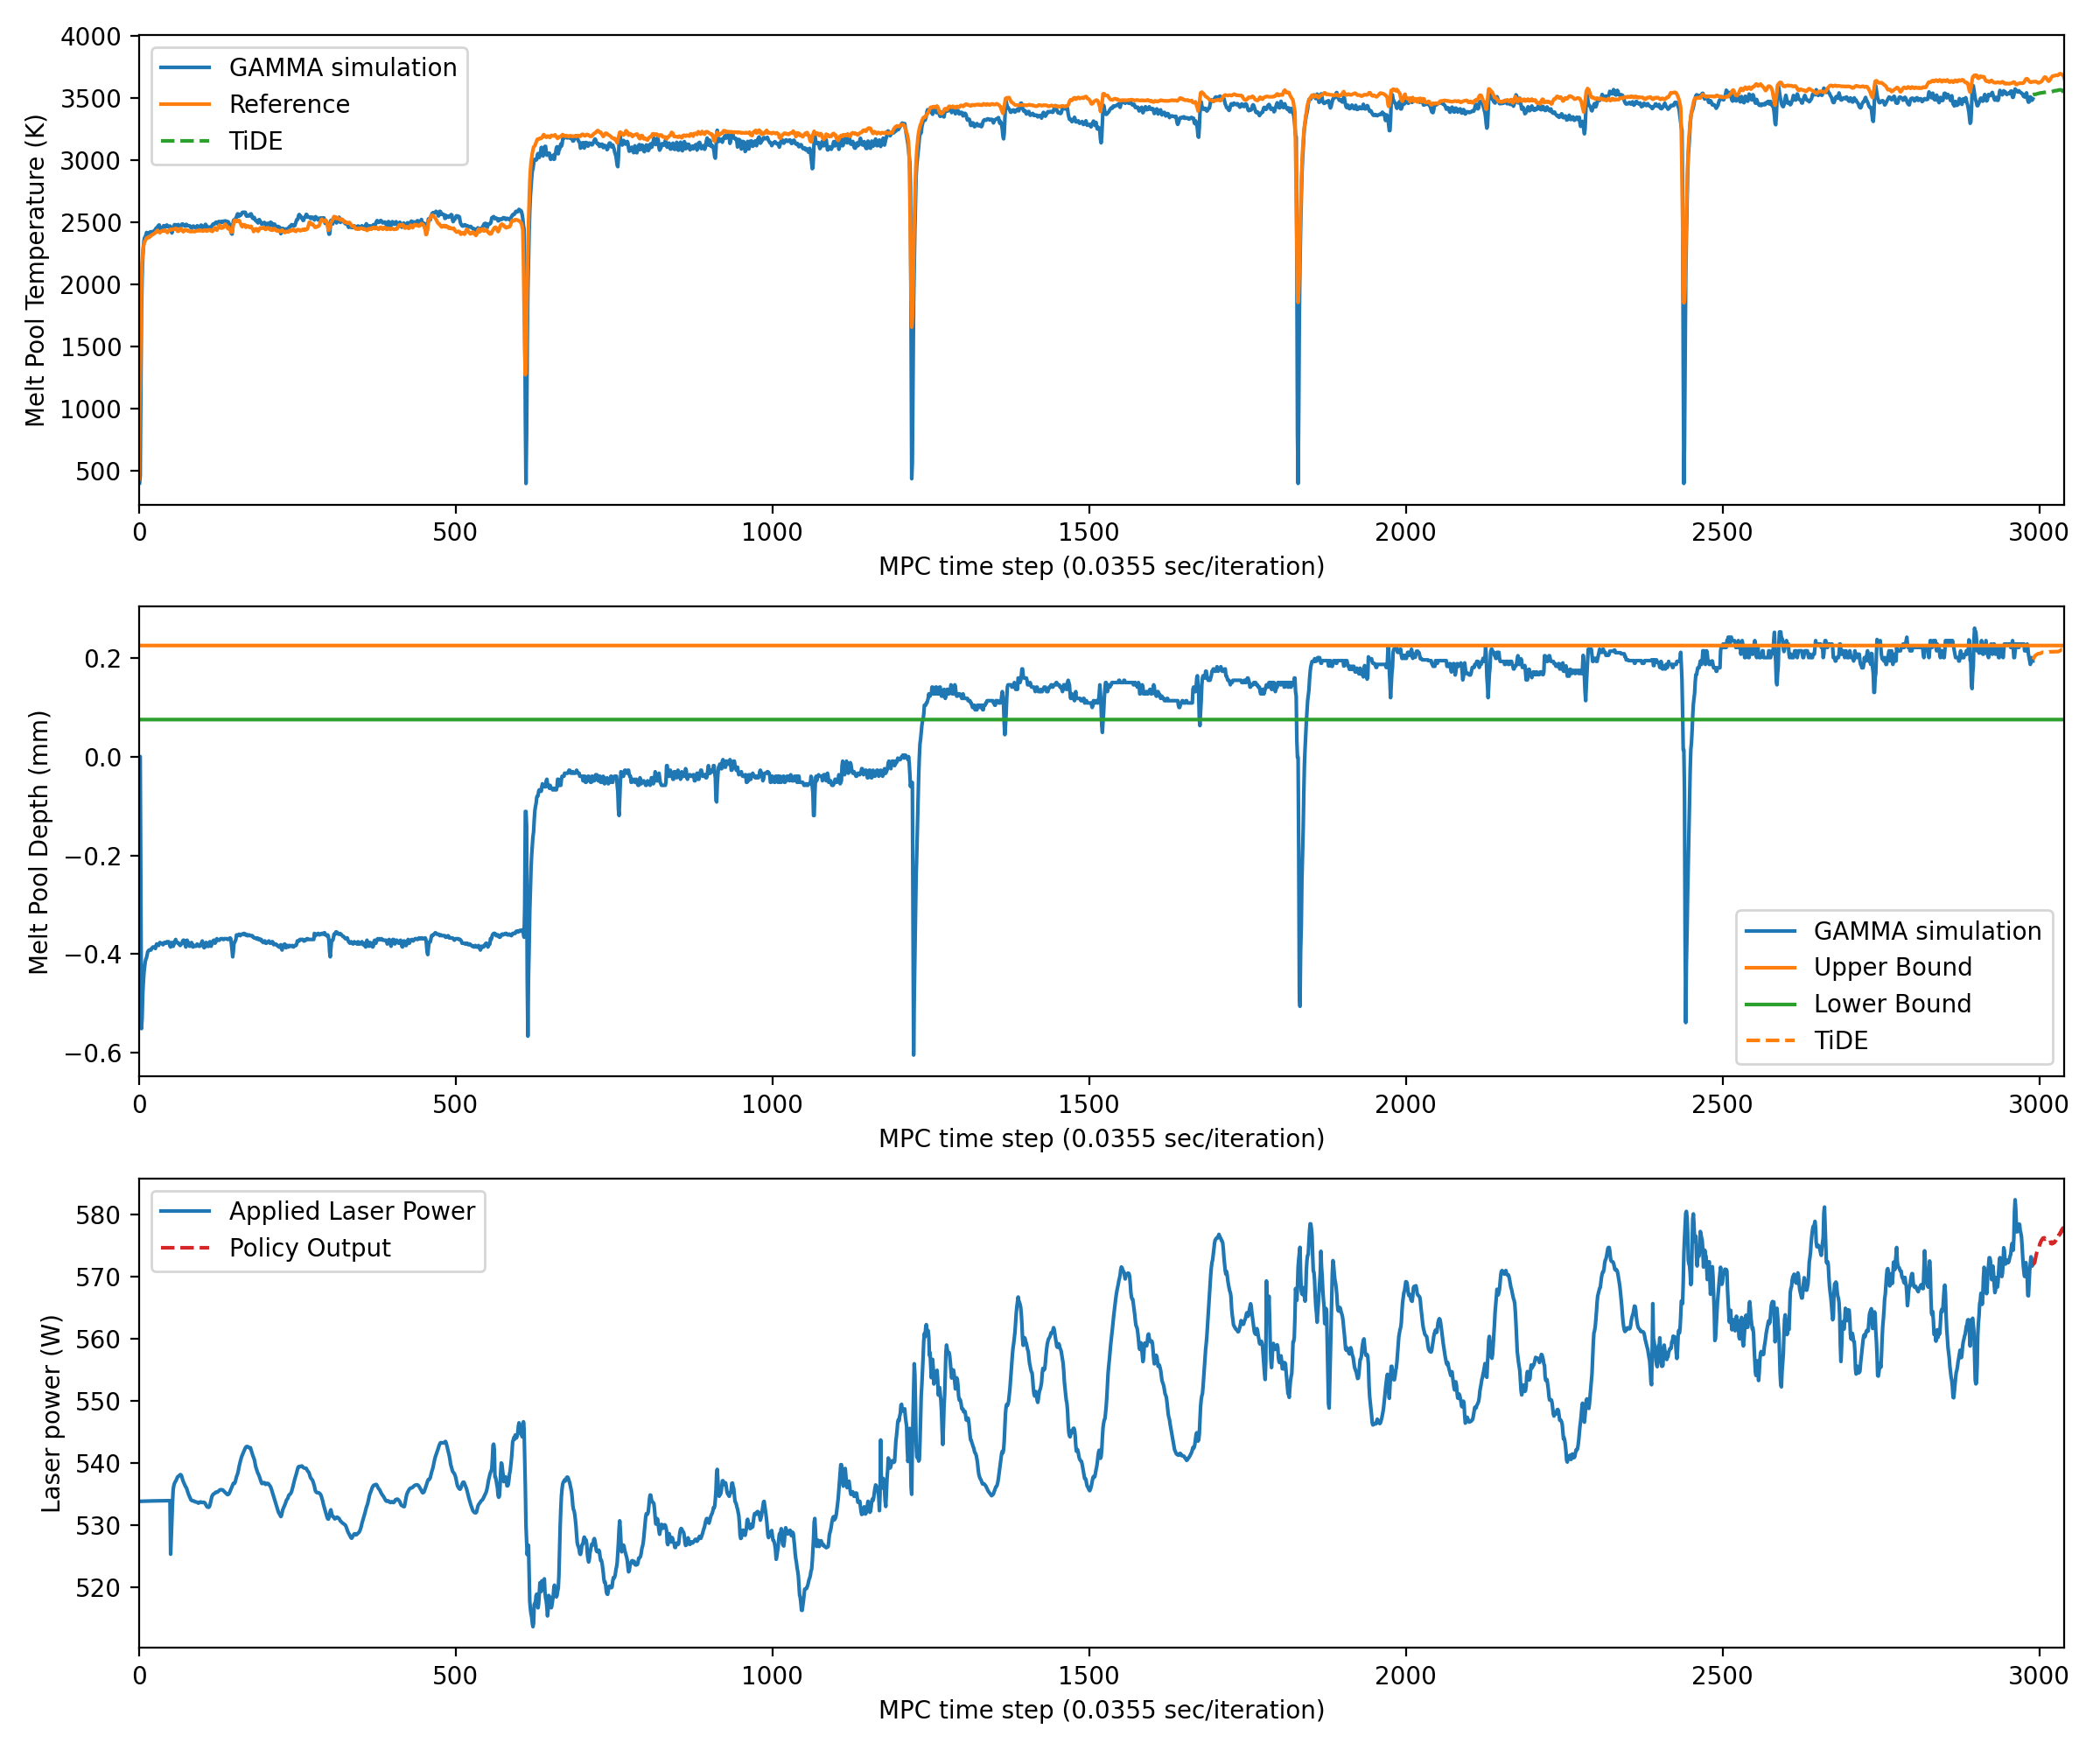 4000
3500
3000
2500
2000
1500
1000
500
Melt Pool Temperature (K)
GAMMA simulation
Reference
TiDE
0 500 1000 1500 2000 2500 3000
MPC time step (0.0355 sec/iteration)
0.2
0.0
−0.2
−0.4
−0.6
Melt Pool Depth (mm)
GAMMA simulation
Upper Bound
Lower Bound
TiDE
0 500 1000 1500 2000 2500 3000
MPC time step (0.0355 sec/iteration)
580
570
560
550
540
530
520
Laser power (W)
Applied Laser Power
Policy Output
0 500 1000 1500 2000 2500 3000
MPC time step (0.0355 sec/iteration)